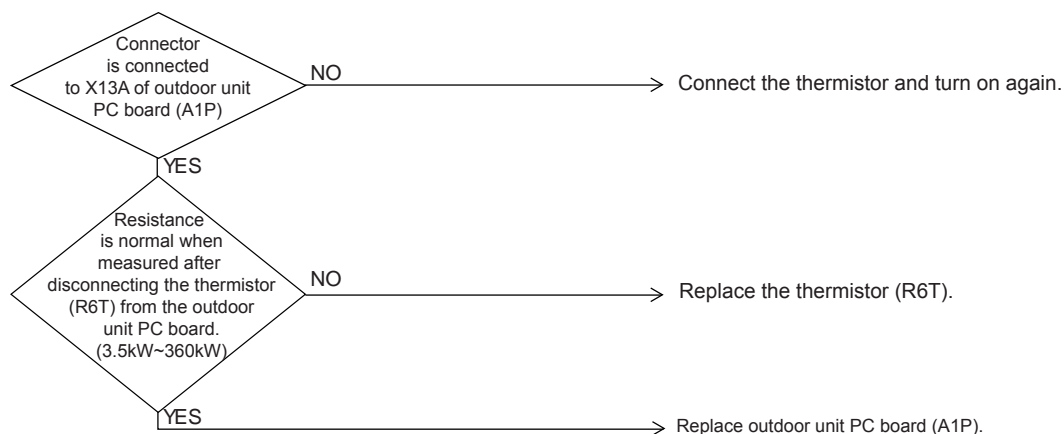 Connector
is connected
to X13A of outdoor unit
PC board (A1P)
NO
Connect the thermistor and turn on again.
YES
Resistance
is normal when
measured after
disconnecting the thermistor
(R6T) from the outdoor
unit PC board.
(3.5kW~360kW)
NO
Replace the thermistor (R6T).
YES
Replace outdoor unit PC board (A1P).